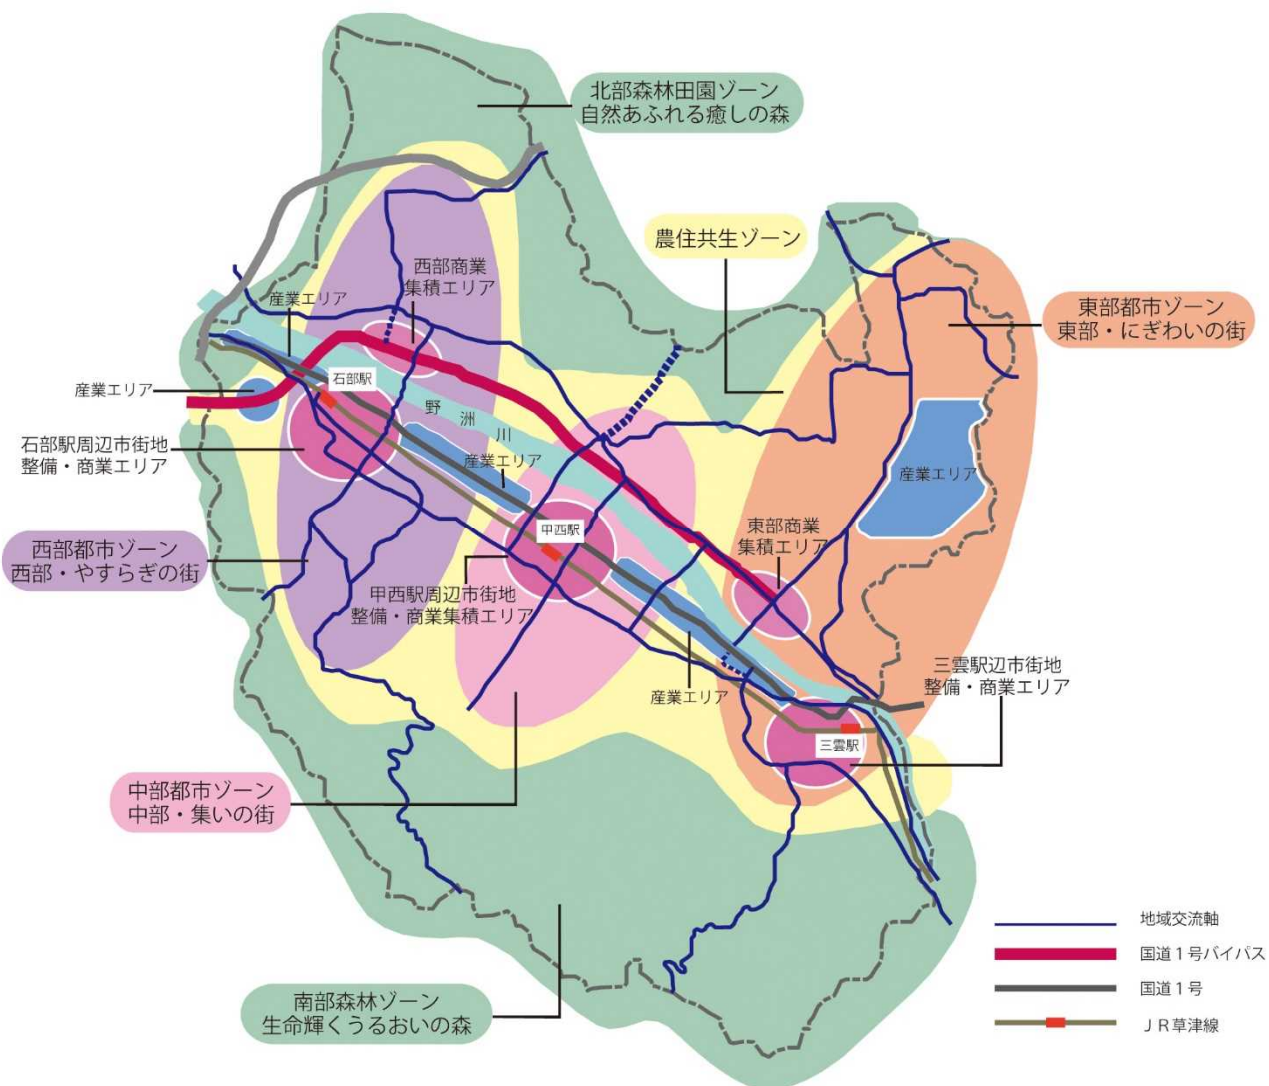 北部森林田園ゾーン
自然あふれる癒しの森
農住共生ゾーン
西部商業
集積エリア
産業エリア
東部都市ゾーン
東部・にぎわいの街
産業エリア
石部駅
野洲川
石部駅周辺市街地
整備・商業エリア
産業エリア
産業エリア
甲西駅
東部商業
集積エリア
西部都市ゾーン
西部・やすらぎの街
甲西駅周辺市街地
整備・商業集積エリア
三雲駅辺市街地
整備・商業エリア
産業エリア
三雲駅
中部都市ゾーン
中部・集いの街
南部森林ゾーン
生命輝くうるおいの森
地域交流軸
国道1号バイパス
国道1号
JR草津線